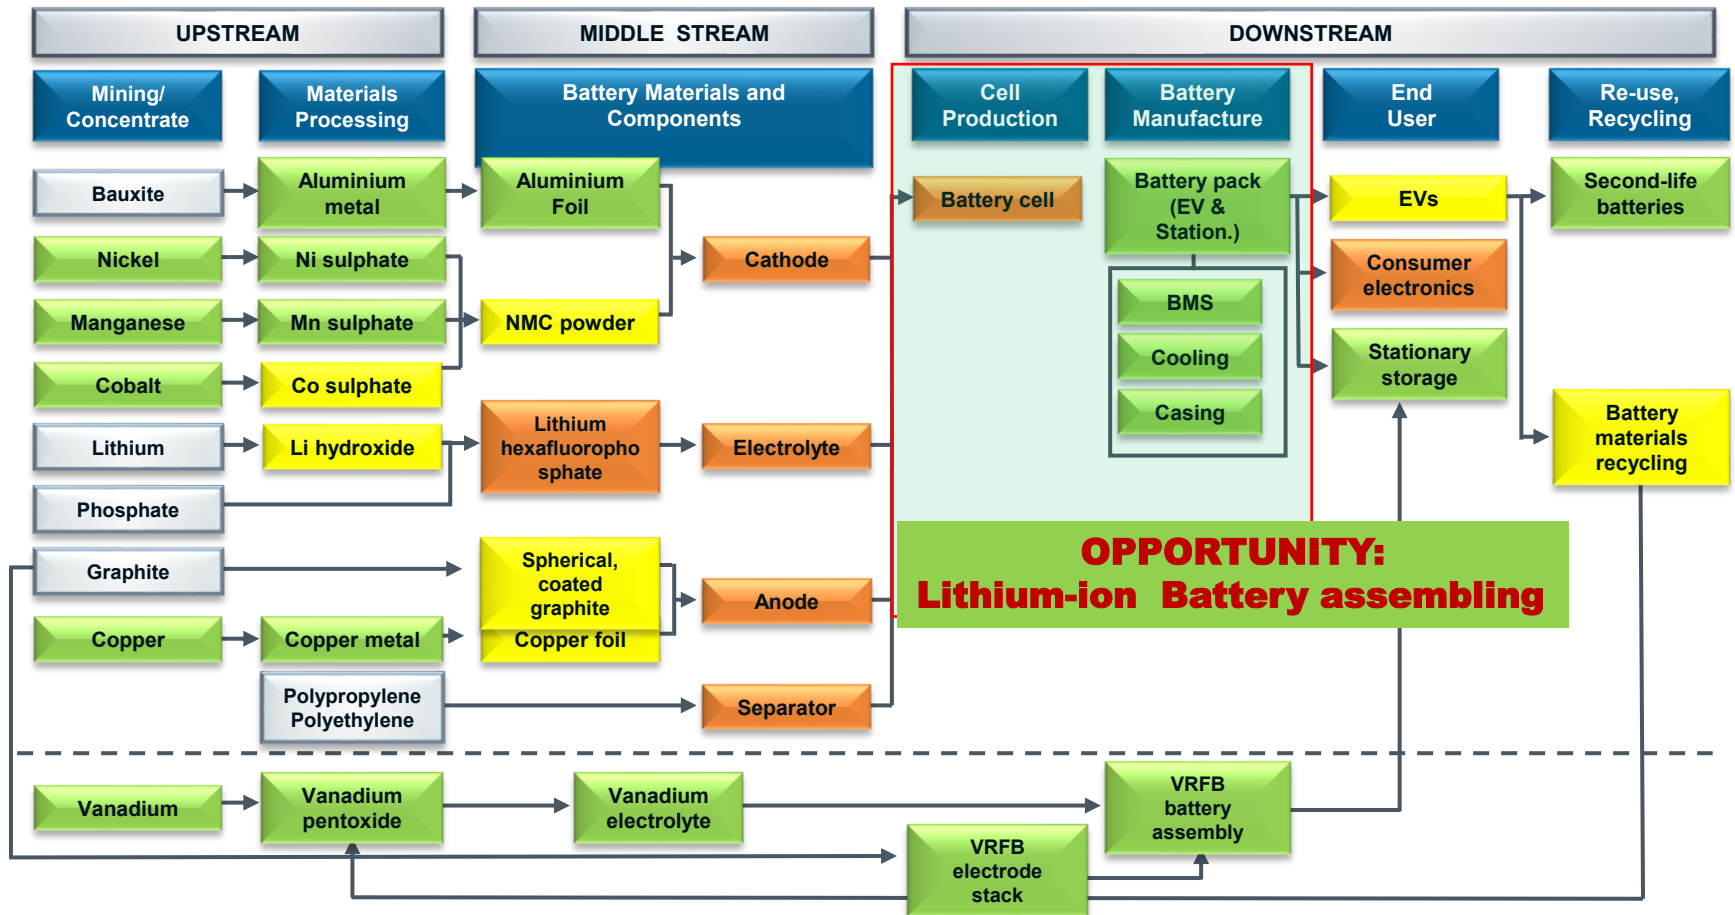 UPSTREAM
MIDDLE STREAM
DOWNSTREAM
Mining/
Concentrate
Materials
Processing
Battery Materials and
Components
Cell
Production
Battery
Manufacture
End
User
Re-use,
Recycling
Bauxite
Aluminium
metal
Aluminium
Foil
Battery cell
Battery pack
(EV &
Station.)
EVs
Second-life
batteries
Nickel
Ni sulphate
Cathode
Consumer
electronics
Manganese
Mn sulphate
NMC powder
BMS
Cobalt
Co sulphate
Cooling
Stationary
storage
Casing
Lithium
Li hydroxide
Lithium
hexafluoropho
sphate
Electrolyte
Battery
materials
recycling
Phosphate
Graphite
Spherical,
coated
graphite
Anode
OPPORTUNITY:
Lithium-ion Battery assembling
Copper
Copper metal
Copper foil
Polypropylene
Polyethylene
Separator
Vanadium
Vanadium
pentoxide
Vanadium
electrolyte
VRFB
battery
assembly
VRFB
electrode
stack